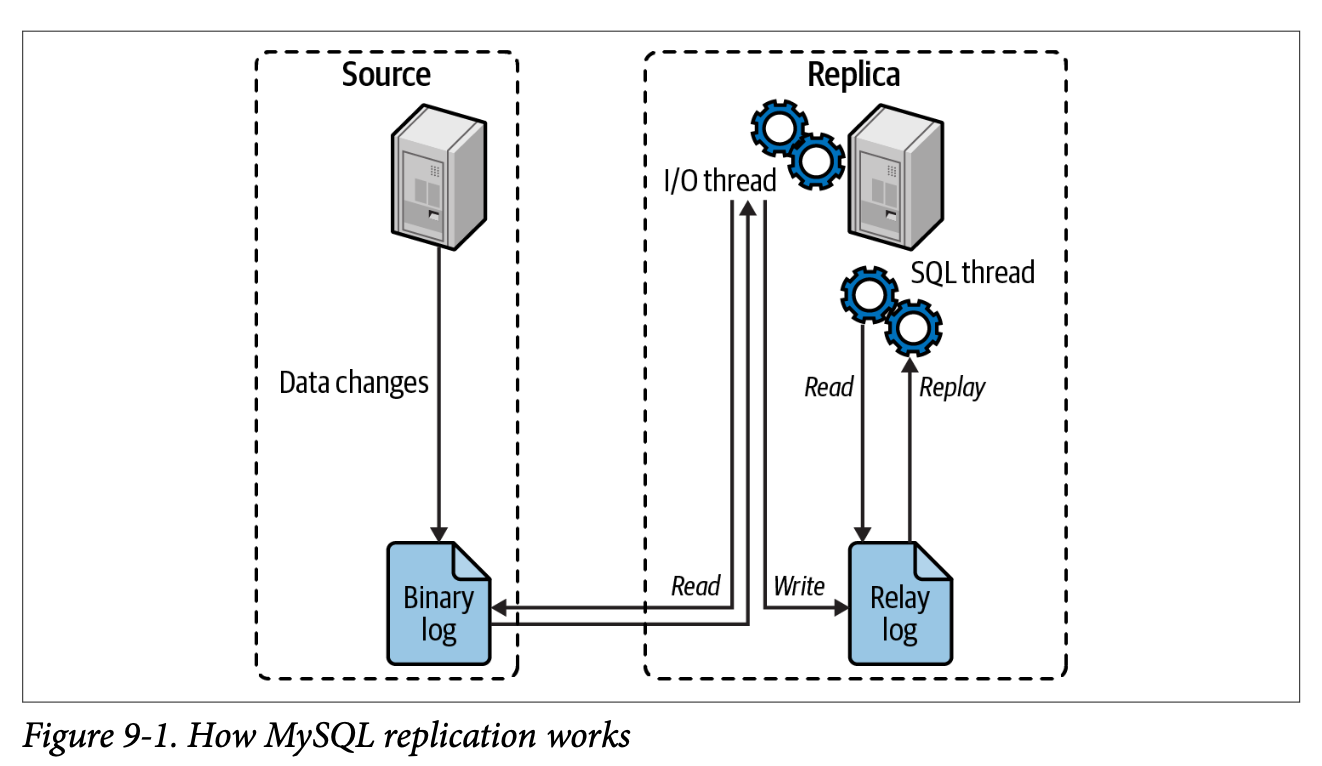 Source
Replica
I/O thread
SQL thread
Data changes
Read
Replay
Read
Write
Binary
log
Relay
log
Figure 9-1. How MySQL replication works